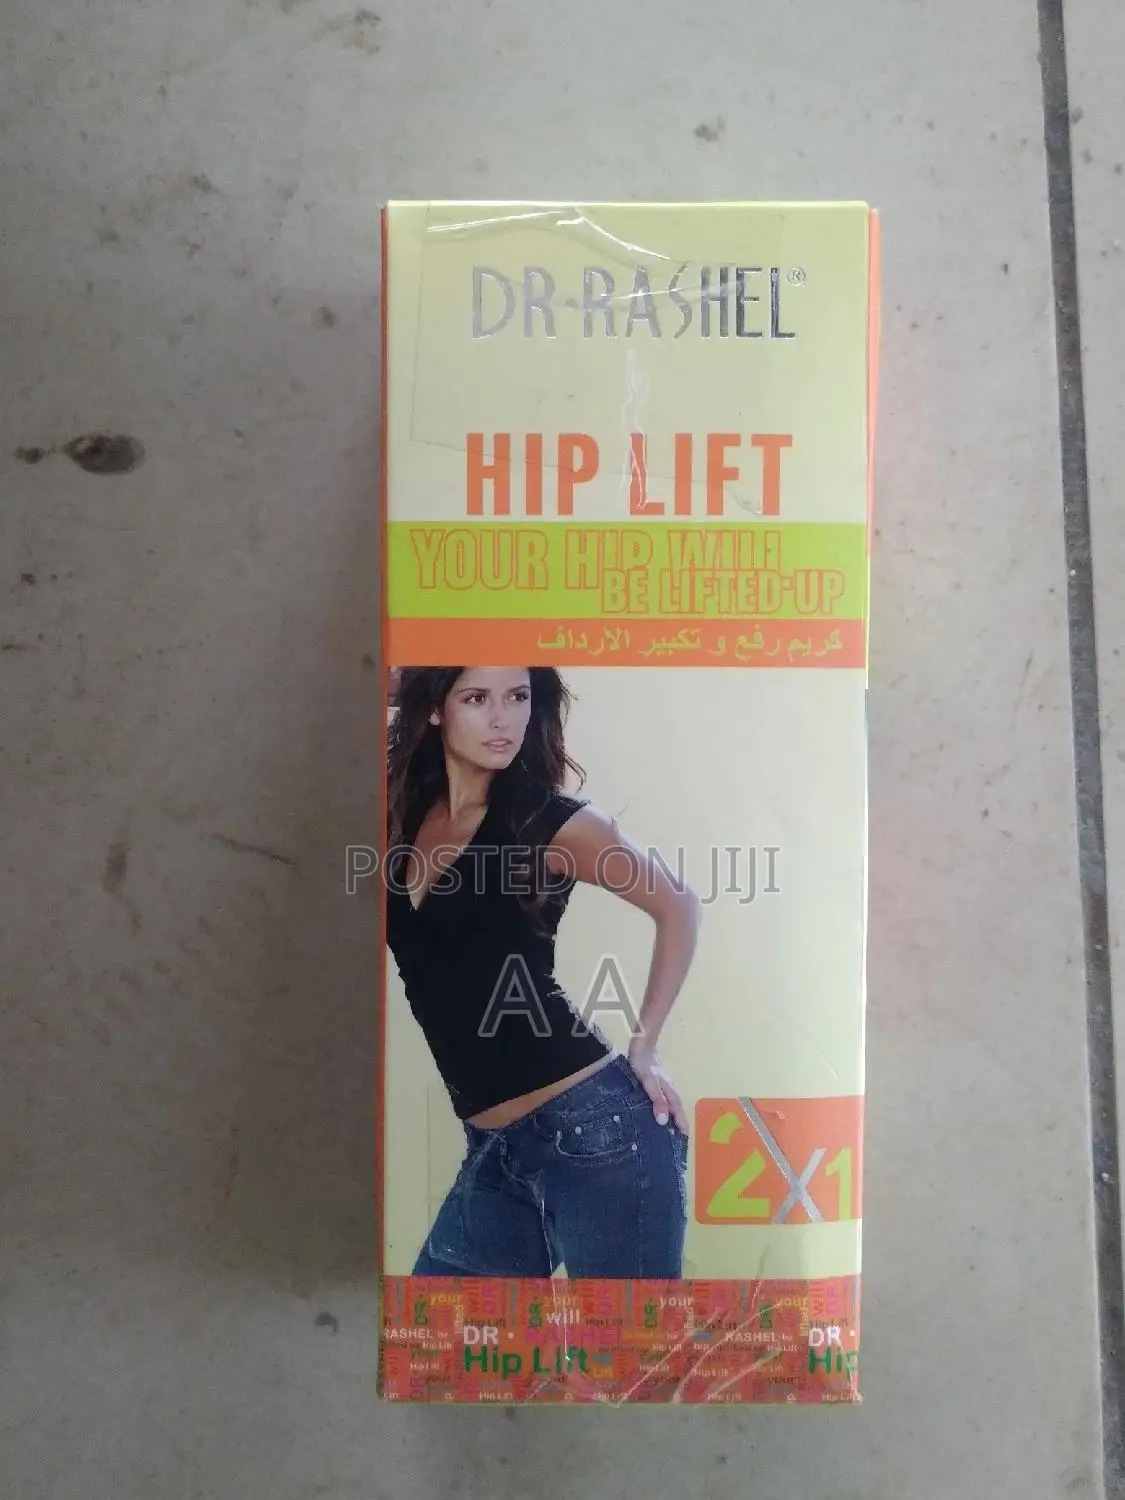 DR·RASHEL®
HIP LIFT
YOUR HIP WILL
BE LIFTED-UP
كريم رفع و تكبير الأرداف
POSTED ON JIJI
A A
2X1
DR · RASHEL
Hip Lift